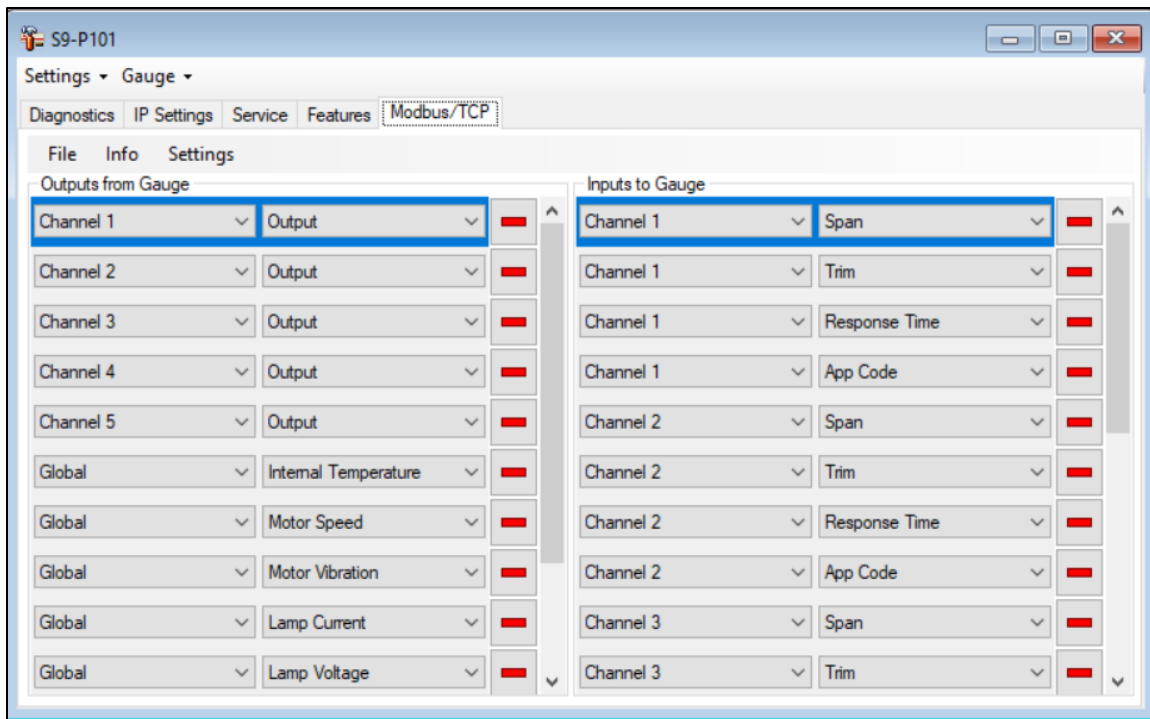 S9-P101
Settings Gauge
Diagnostics IP Settings Service Features Modbus/TCP
File Info Settings
Outputs from Gauge Inputs to Gauge
Channel 1 Output Channel 1 Span
Channel 2 Output Channel 1 Trim
Channel 3 Output Channel 1 Response Time
Channel 4 Output Channel 1 App Code
Channel 5 Output Channel 2 Span
Global Internal Temperature Channel 2 Trim
Global Motor Speed Channel 2 Response Time
Global Motor Vibration Channel 2 App Code
Global Lamp Current Channel 3 Span
Global Lamp Voltage Channel 3 Trim